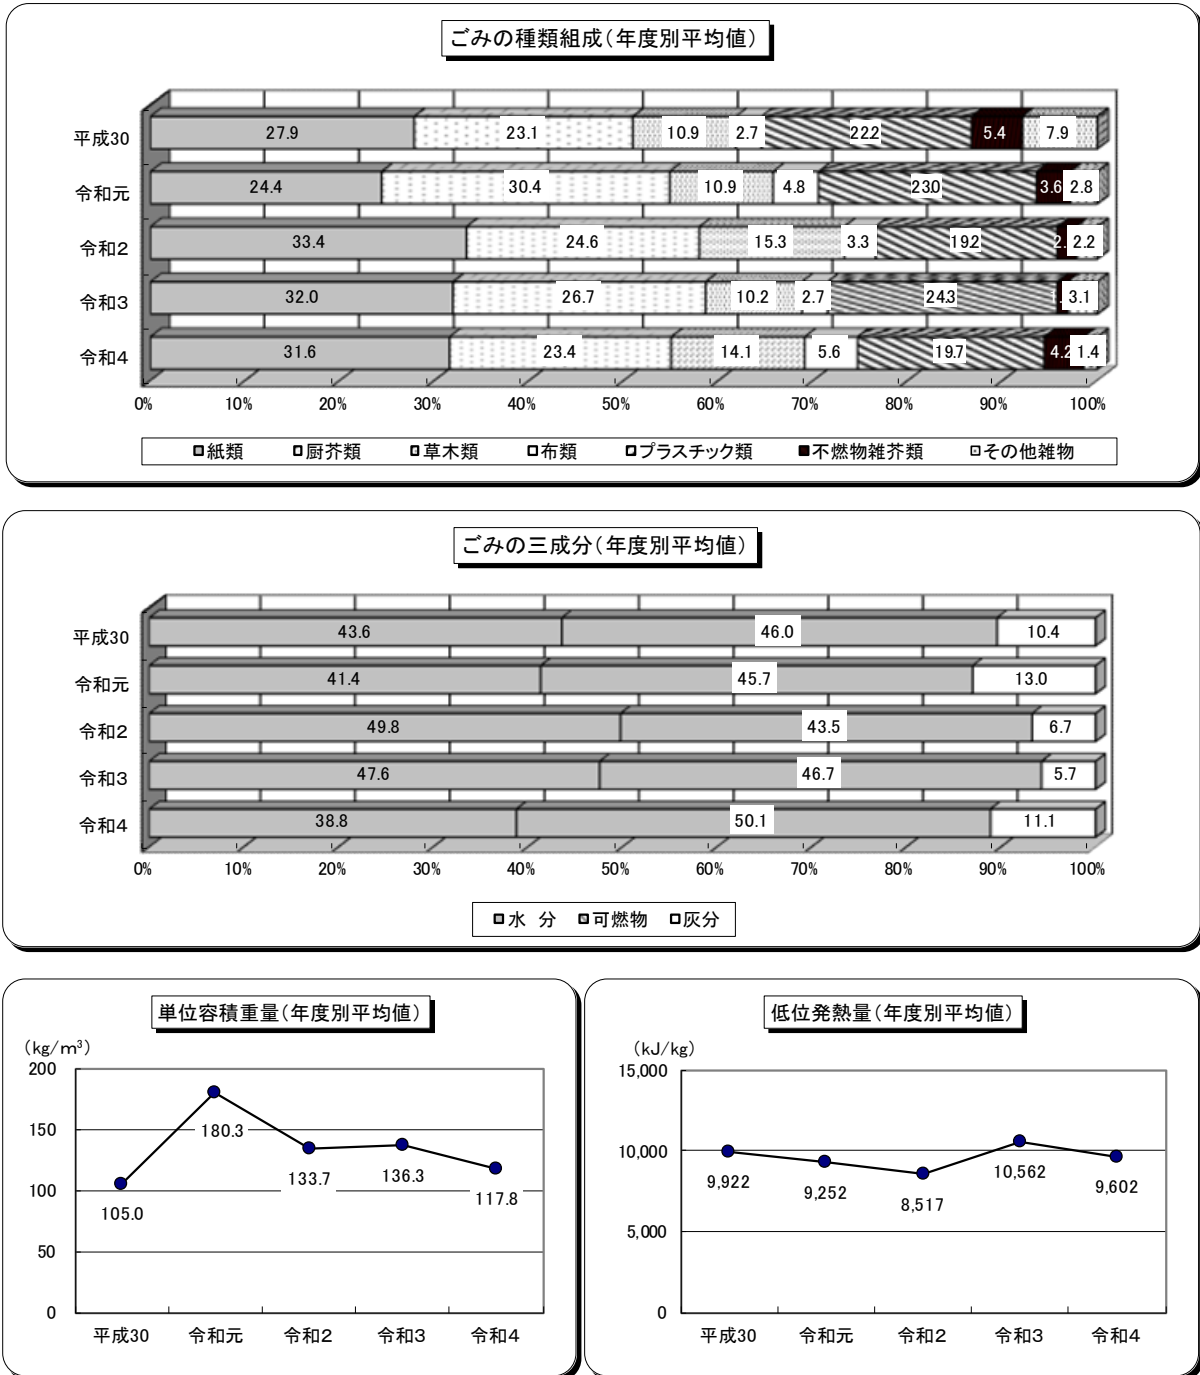 ごみの種類組成(年度別平均値)
平成30 27.9 23.1 10.9 2.7 22.2 5.4 7.9
令和元 24.4 30.4 10.9 4.8 23.0 3.6 2.8
令和2 33.4 24.6 15.3 3.3 19.2 2. 2.2
令和3 32.0 26.7 10.2 2.7 24.3 3.1
令和4 31.6 23.4 14.1 5.6 19.7 4.2 1.4
0% 10% 20% 30% 40% 50% 60% 70% 80% 90% 100%
紙類 厨芥類 草木類 布類 プラスチック類 不燃物雑芥類 その他雑物
ごみの三成分(年度別平均値)
平成30 43.6 46.0 10.4
令和元 41.4 45.7 13.0
令和2 49.8 43.5 6.7
令和3 47.6 46.7 5.7
令和4 38.8 50.1 11.1
0% 10% 20% 30% 40% 50% 60% 70% 80% 90% 100%
水 分 可燃物 灰分
単位容積重量(年度別平均値)
(kg/m³)
200
150
100
50
0
105.0 180.3 133.7 136.3 117.8
平成30 令和元 令和2 令和3 令和4
低位発熱量(年度別平均値)
(kJ/kg)
15,000
10,000
5,000
0
9,922 9,252 8,517 10,562 9,602
平成30 令和元 令和2 令和3 令和4